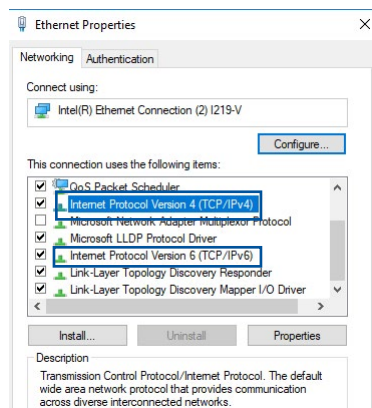 Ethernet Properties
Networking Authentication
Connect using:
Intel(R) Ethernet Connection (2) I219-V
Configure...
This connection uses the following items:
QoS Packet Scheduler
Internet Protocol Version 4 (TCP/IPv4)
Microsoft Network Adapter Multiplexor Protocol
Microsoft LLDP Protocol Driver
Internet Protocol Version 6 (TCP/IPv6)
Link-Layer Topology Discovery Responder
Link-Layer Topology Discovery Mapper I/O Driver
Install... Uninstall Properties
Description
Transmission Control Protocol/Internet Protocol. The default
wide area network protocol that provides communication
across diverse interconnected networks.